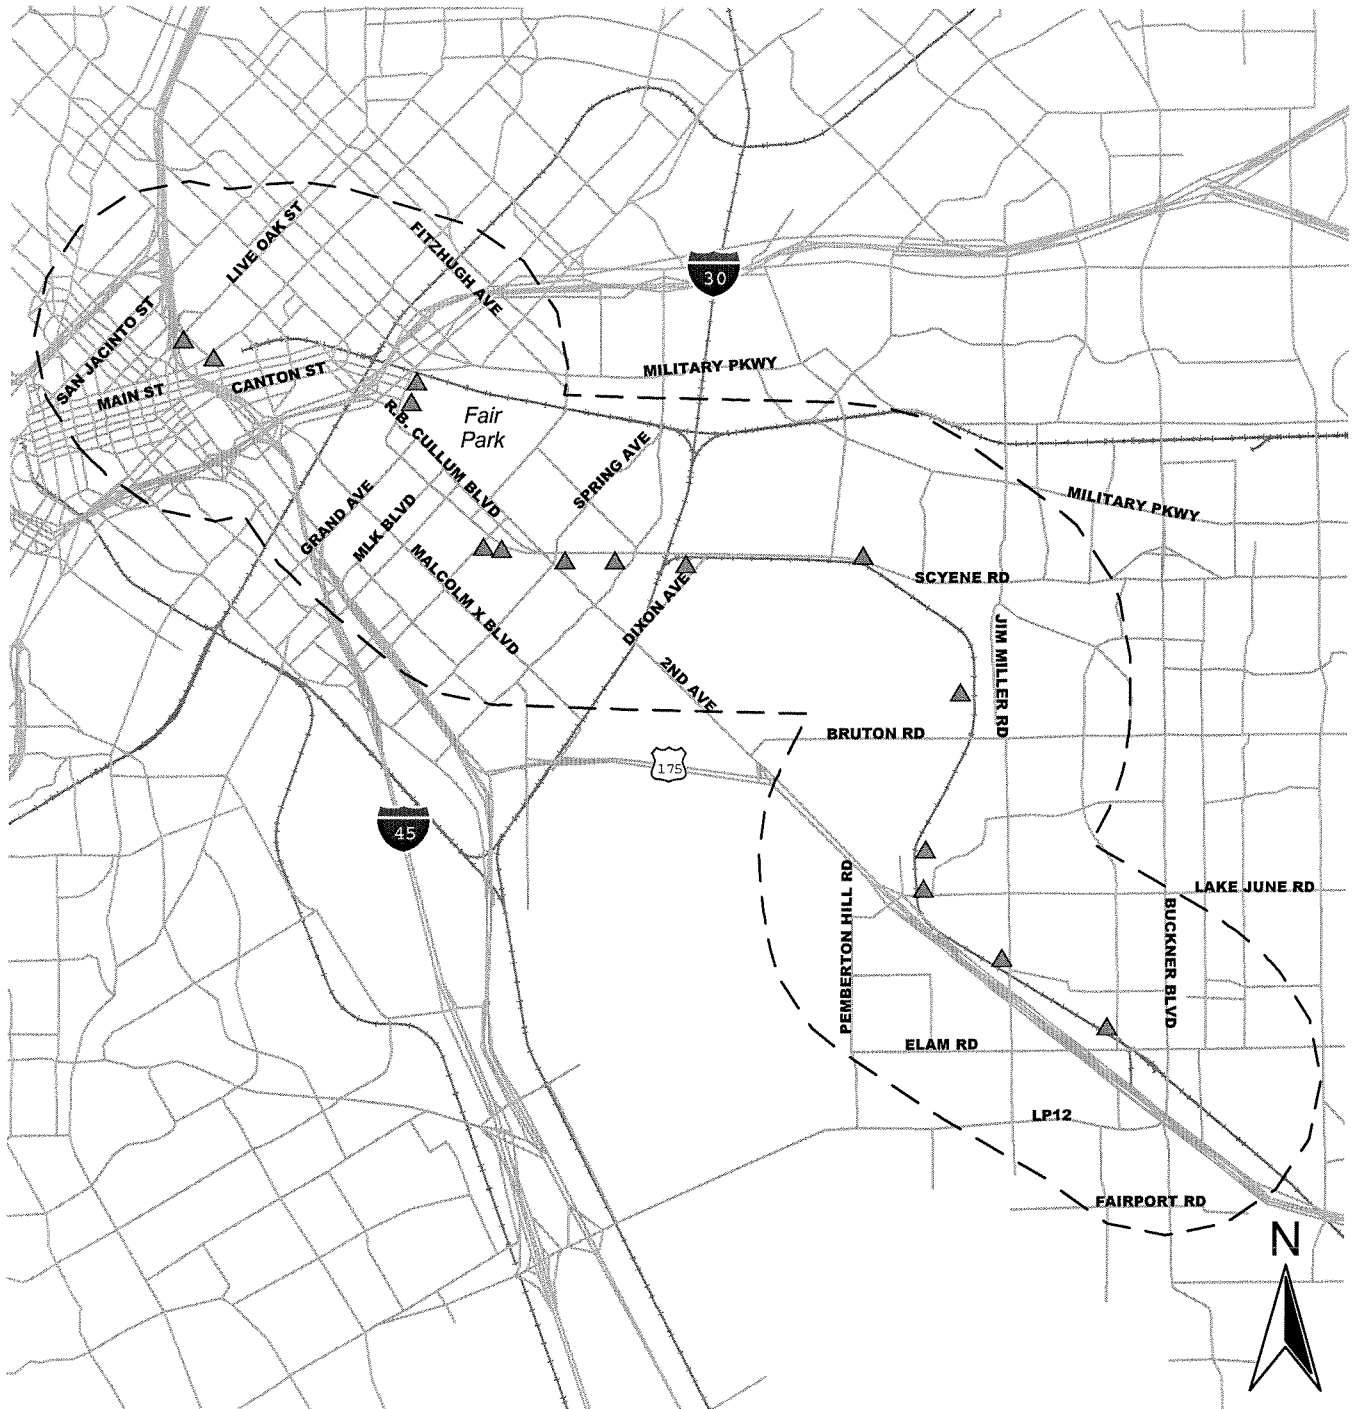 LIVE OAK ST
FITZHUGH AVE
30
SAN JACINTO ST
MILITARY PKWY
CANTON ST
MAIN ST
Fair
Park
R.B. CULLUM BLVD
SPRING AVE
GRAND AVE
MLK BLVD
MILITARY PKWY
MALCOLM X BLVD
SCYENE RD
DIXON AVE
JIM MILLER RD
2ND AVE
BRUTON RD
175
45
PEMBERTON HILL RD
LAKE JUNE RD
BUCKNER BLVD
ELAM RD
LP12
FAIRPORT RD
N